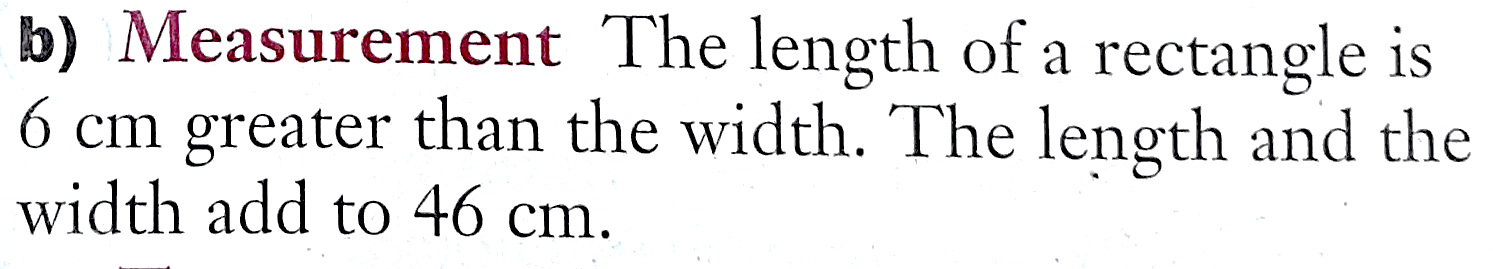 b) Measurement The length of a rectangle is
6 cm greater than the width. The length and the
width add to 46 cm.